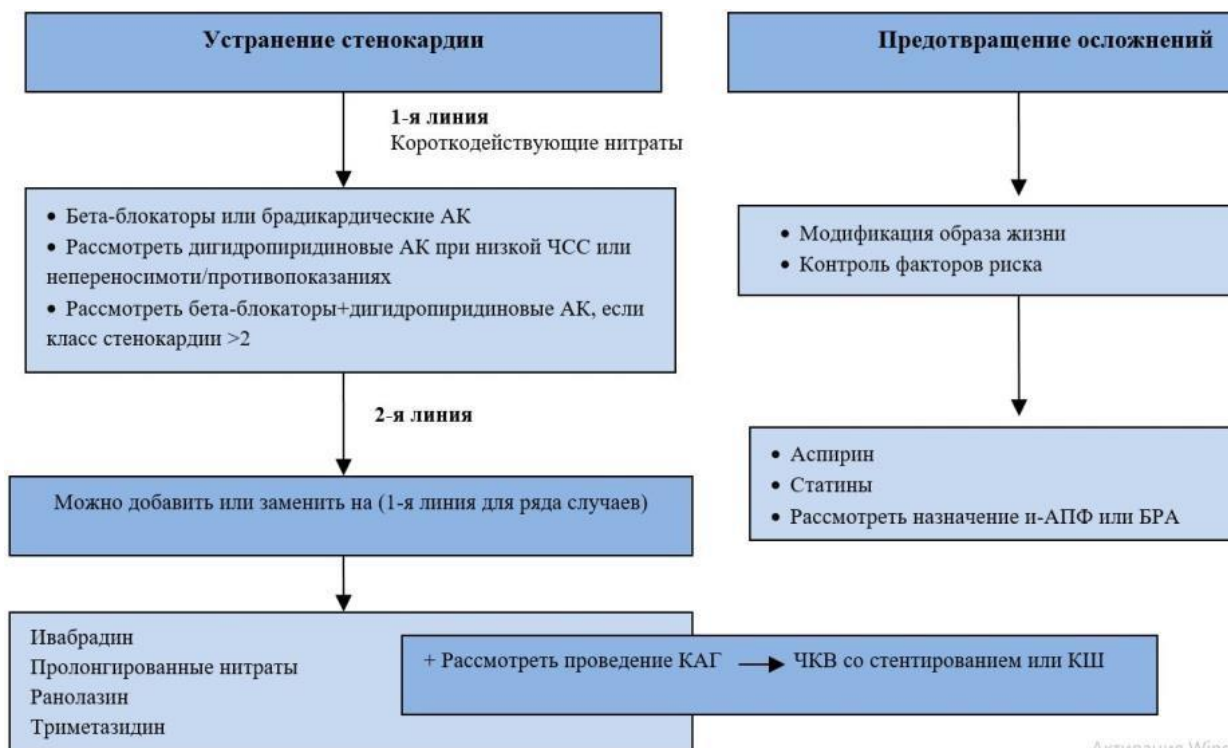 Устранение стенокардии
1-я линия
Короткодействующие нитраты
• Бета-блокаторы или брадикардические АК
• Рассмотреть дигидропиридиновые АК при низкой ЧСС или
непереносимоти/противопоказаниях
• Рассмотреть бета-блокаторы+дигидропиридиновые АК, если
класс стенокардии >2
2-я линия
Можно добавить или заменить на (1-я линия для ряда случаев)
Ивабрадин
Пролонгированные нитраты
Ранолазин
Триметазидин
+ Рассмотреть проведение КАГ → ЧКВ со стентированием или КШ
Предотвращение осложнений
• Модификация образа жизни
• Контроль факторов риска
• Аспирин
• Статины
• Рассмотреть назначение и-АПФ или БРА